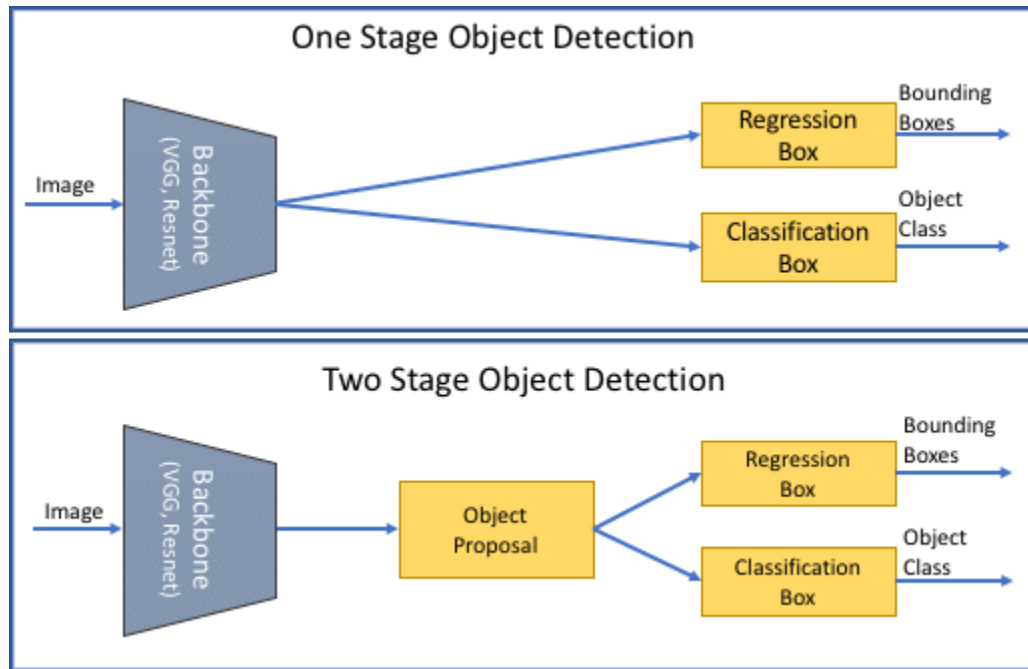 One Stage Object Detection
Image
Backbone
(VGG, Resnet)
Regression
Box
Bounding
Boxes
Classification
Box
Object
Class
Two Stage Object Detection
Image
Backbone
(VGG, Resnet)
Object
Proposal
Regression
Box
Bounding
Boxes
Classification
Box
Object
Class